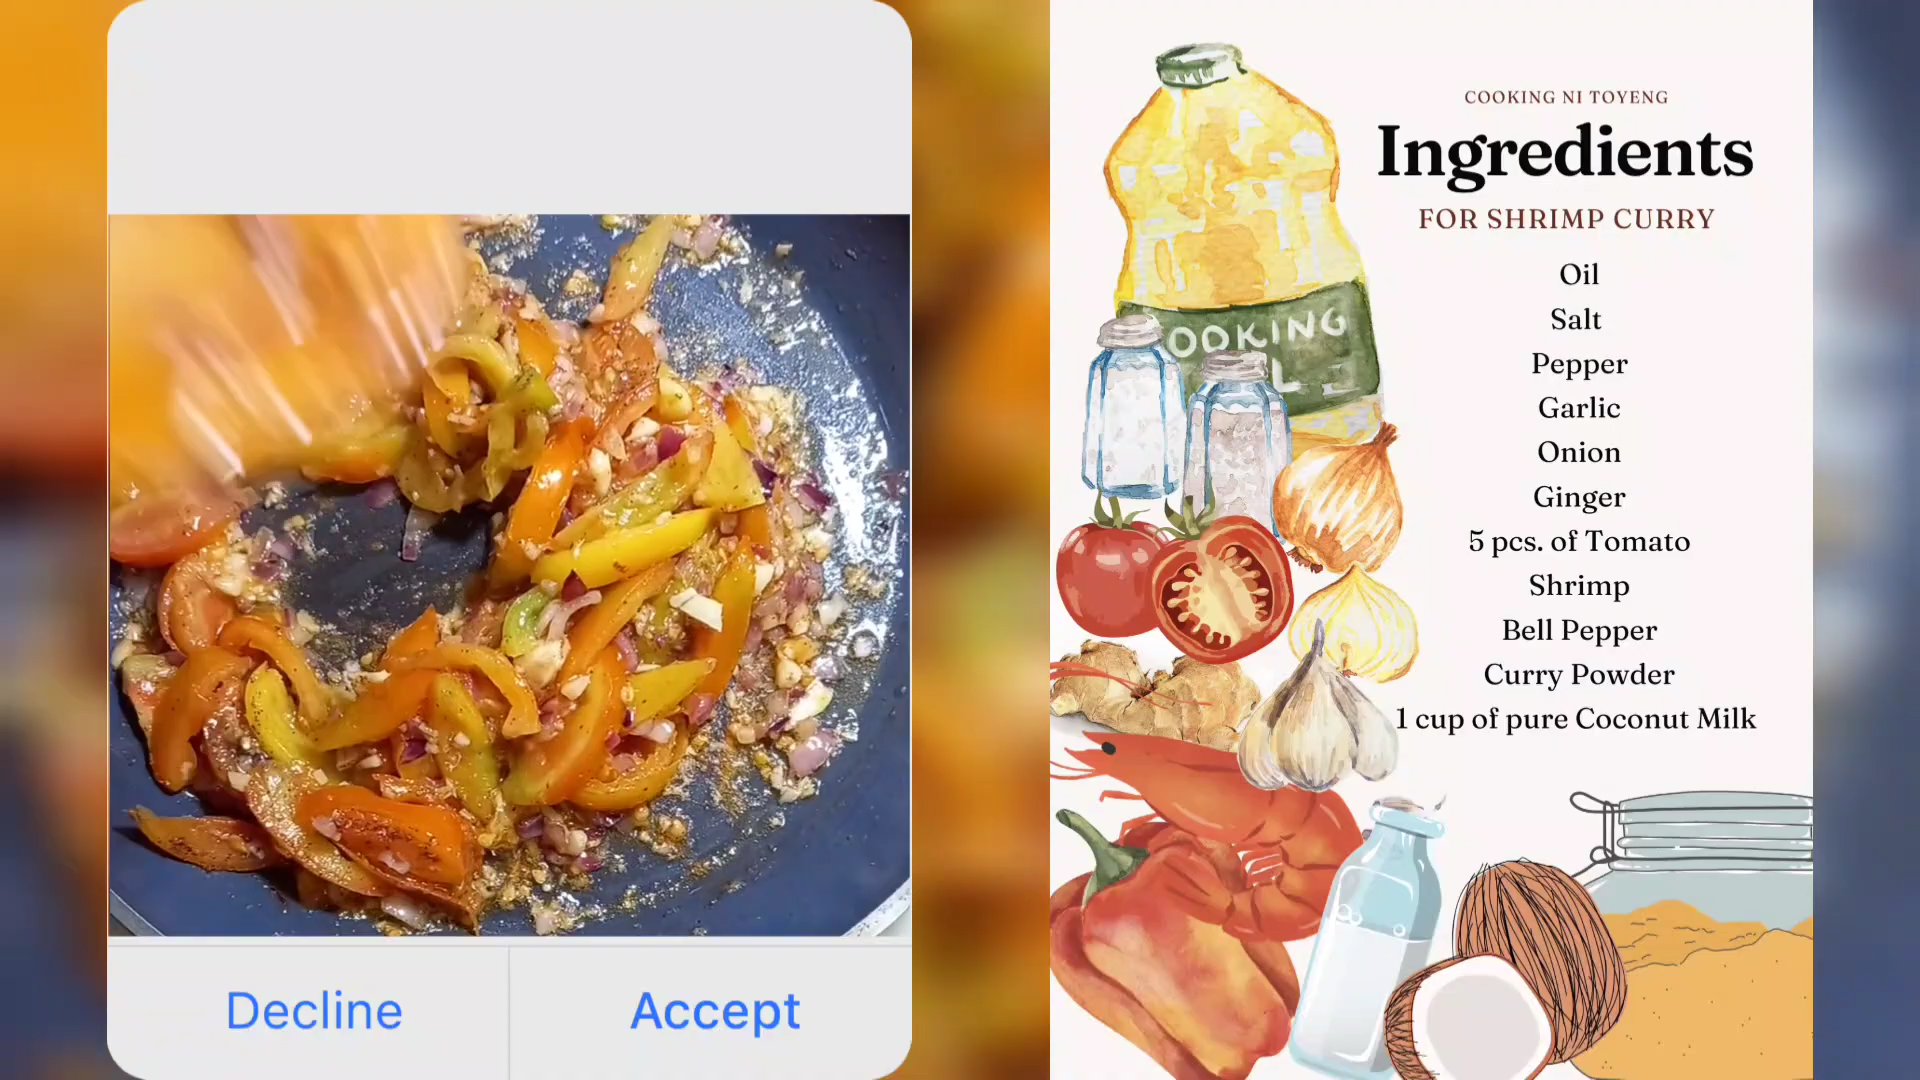 Decline
Accept
COOKING NI TOYENG
Ingredients
FOR SHRIMP CURRY
Oil
Salt
Pepper
Garlic
Onion
Ginger
5 pcs. of Tomato
Shrimp
Bell Pepper
Curry Powder
1 cup of pure Coconut Milk
OOKING